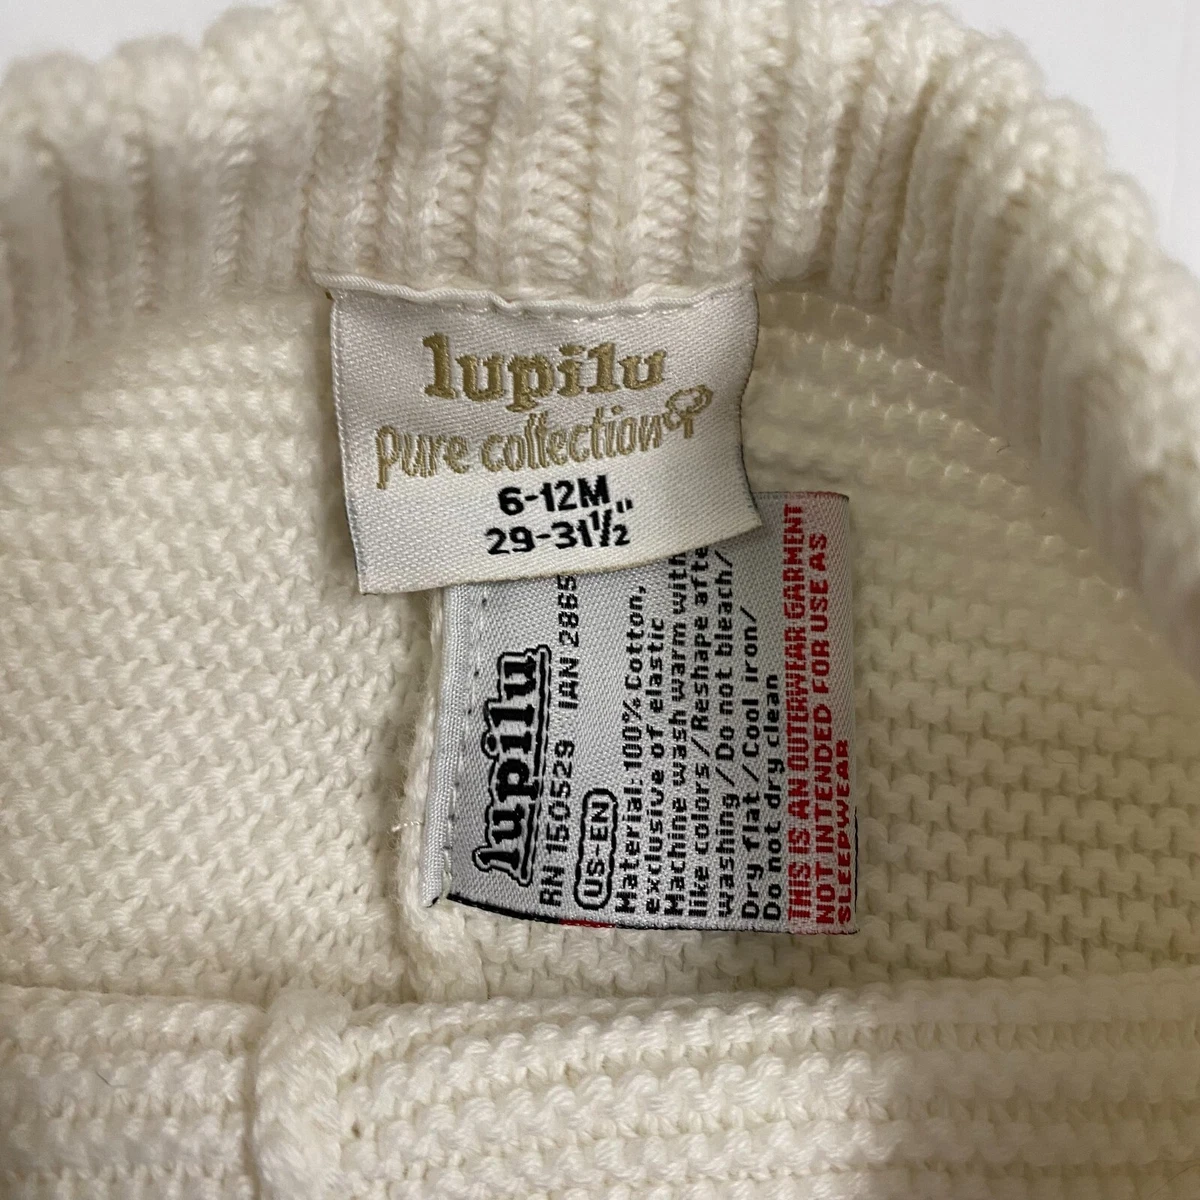 lupilu
pure collection
6-12M
29-31½"
lupilu
RN 150529 IAN 2865
US-EN
Material: 100% Cotton,
exclusive of elastic
Machine wash warm with
like colors/Reshape afte
washing/Do not bleach/
Dry flat/Cool iron/
Do not dry clean
THIS IS AN OUTERWEAR GARMENT
NOT INTENDED FOR USE AS
SLEEPWEAR